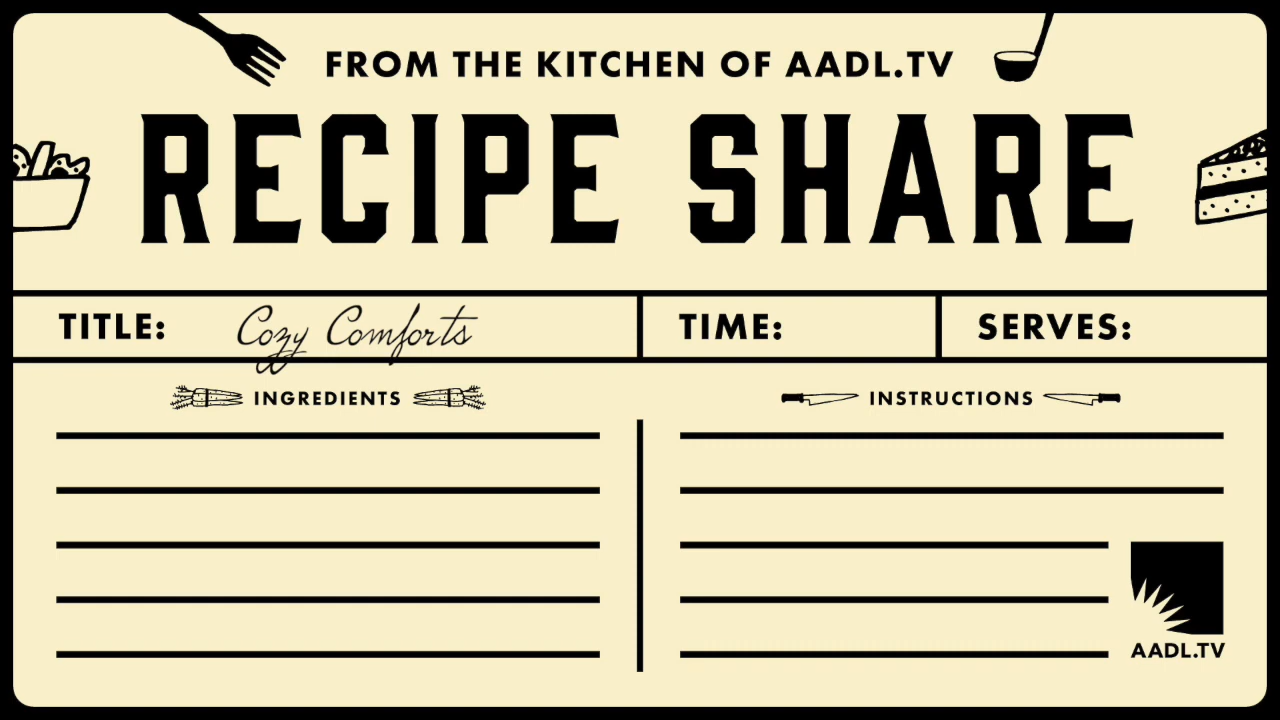 FROM THE KITCHEN OF AADL.TV
RECIPE SHARE
TITLE: Cozy Comforts
TIME:
SERVES:
INGREDIENTS
INSTRUCTIONS
AADL.TV